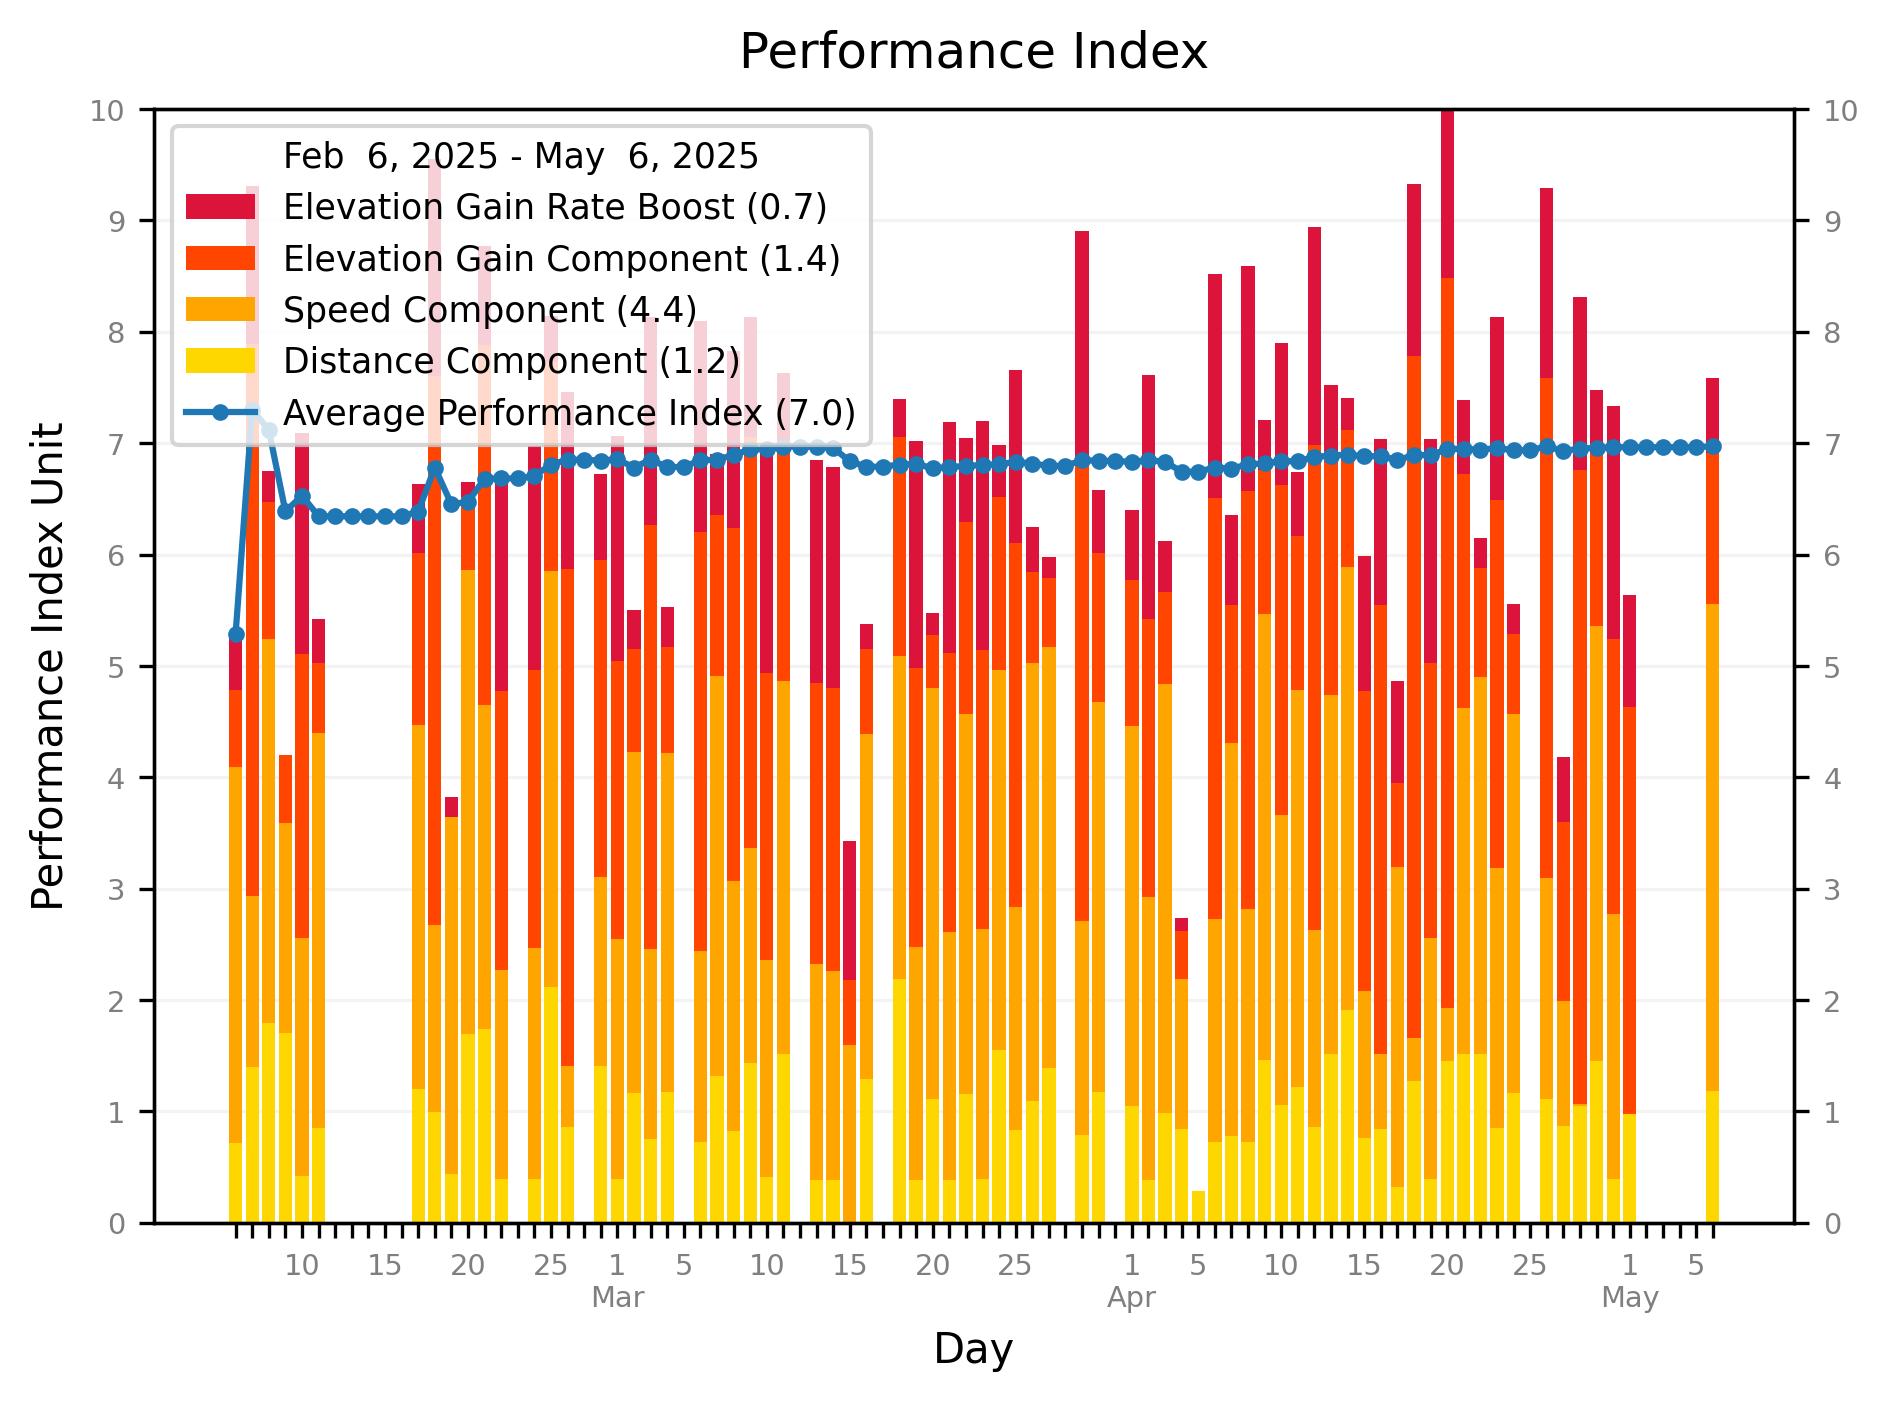 Performance Index
Feb  6, 2025 - May  6, 2025
Elevation Gain Rate Boost (0.7)
Elevation Gain Component (1.4)
Speed Component (4.4)
Distance Component (1.2)
Average Performance Index (7.0)
Performance Index Unit
10 10
9 9
8 8
7 7
6 6
5 5
4 4
3 3
2 2
1 1
0 0
10 15 20 25 1 5 10 15 20 25 1 5 10 15 20 25 1 5
Mar Apr May
Day